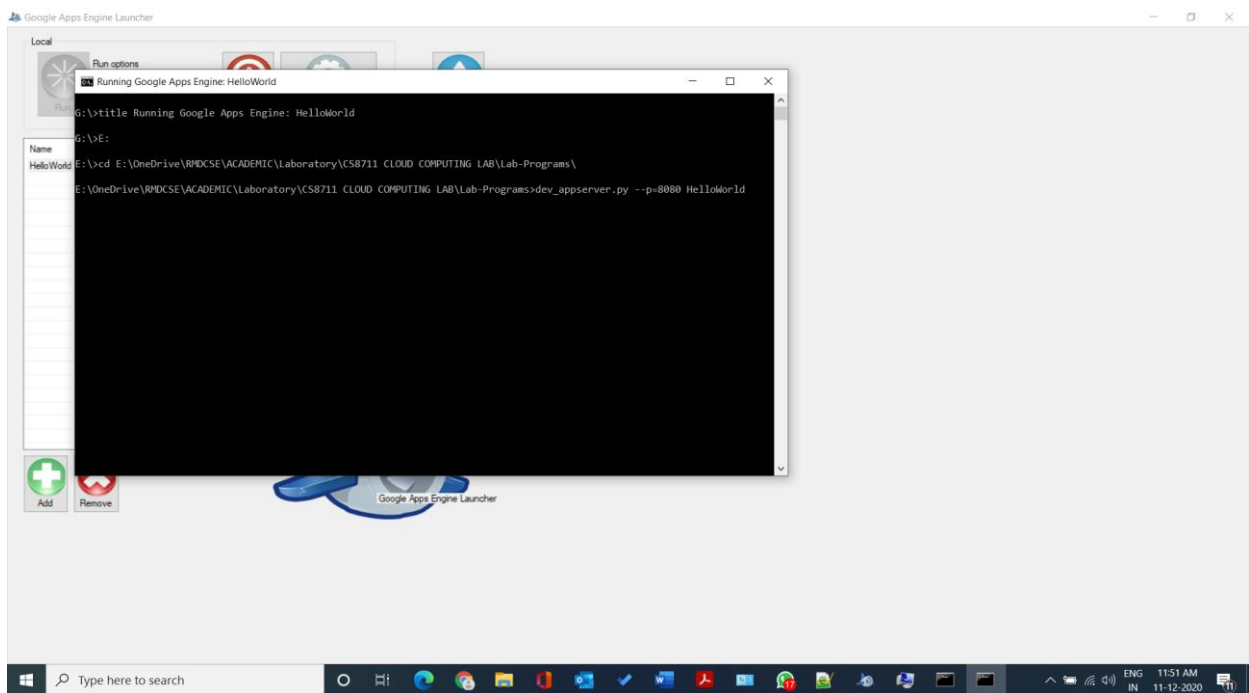 Google Apps Engine Launcher
Local
Run options
Run
Running Google Apps Engine: HelloWorld
G:\>title Running Google Apps Engine: HelloWorld
G:\>E:
E:\>cd E:\OneDrive\RMDCSE\ACADEMIC\Laboratory\CS8711 CLOUD COMPUTING LAB\Lab-Programs\
E:\OneDrive\RMDCSE\ACADEMIC\Laboratory\CS8711 CLOUD COMPUTING LAB\Lab-Programs>dev_appserver.py --p=8080 HelloWorld
Name
HelloWorld
Add
Remove
Google Apps Engine Launcher
Type here to search
17
ENG
IN
11:51 AM
11-12-2020
11